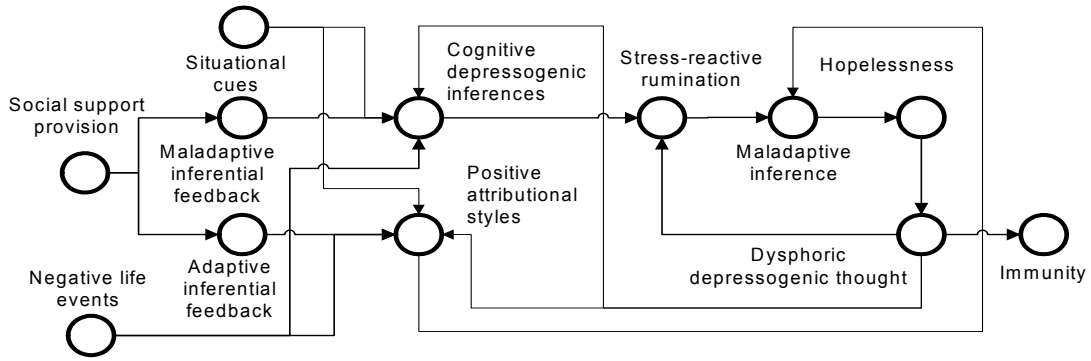 Situational
cues
Cognitive
depressogenic
inferences
Stress-reactive
rumination
Hopelessness
Social support
provision
Maladaptive
inferential
feedback
Positive
attributional
styles
Maladaptive
inference
Negative life
events
Adaptive
inferential
feedback
Dysphoric
depressogenic thought
Immunity